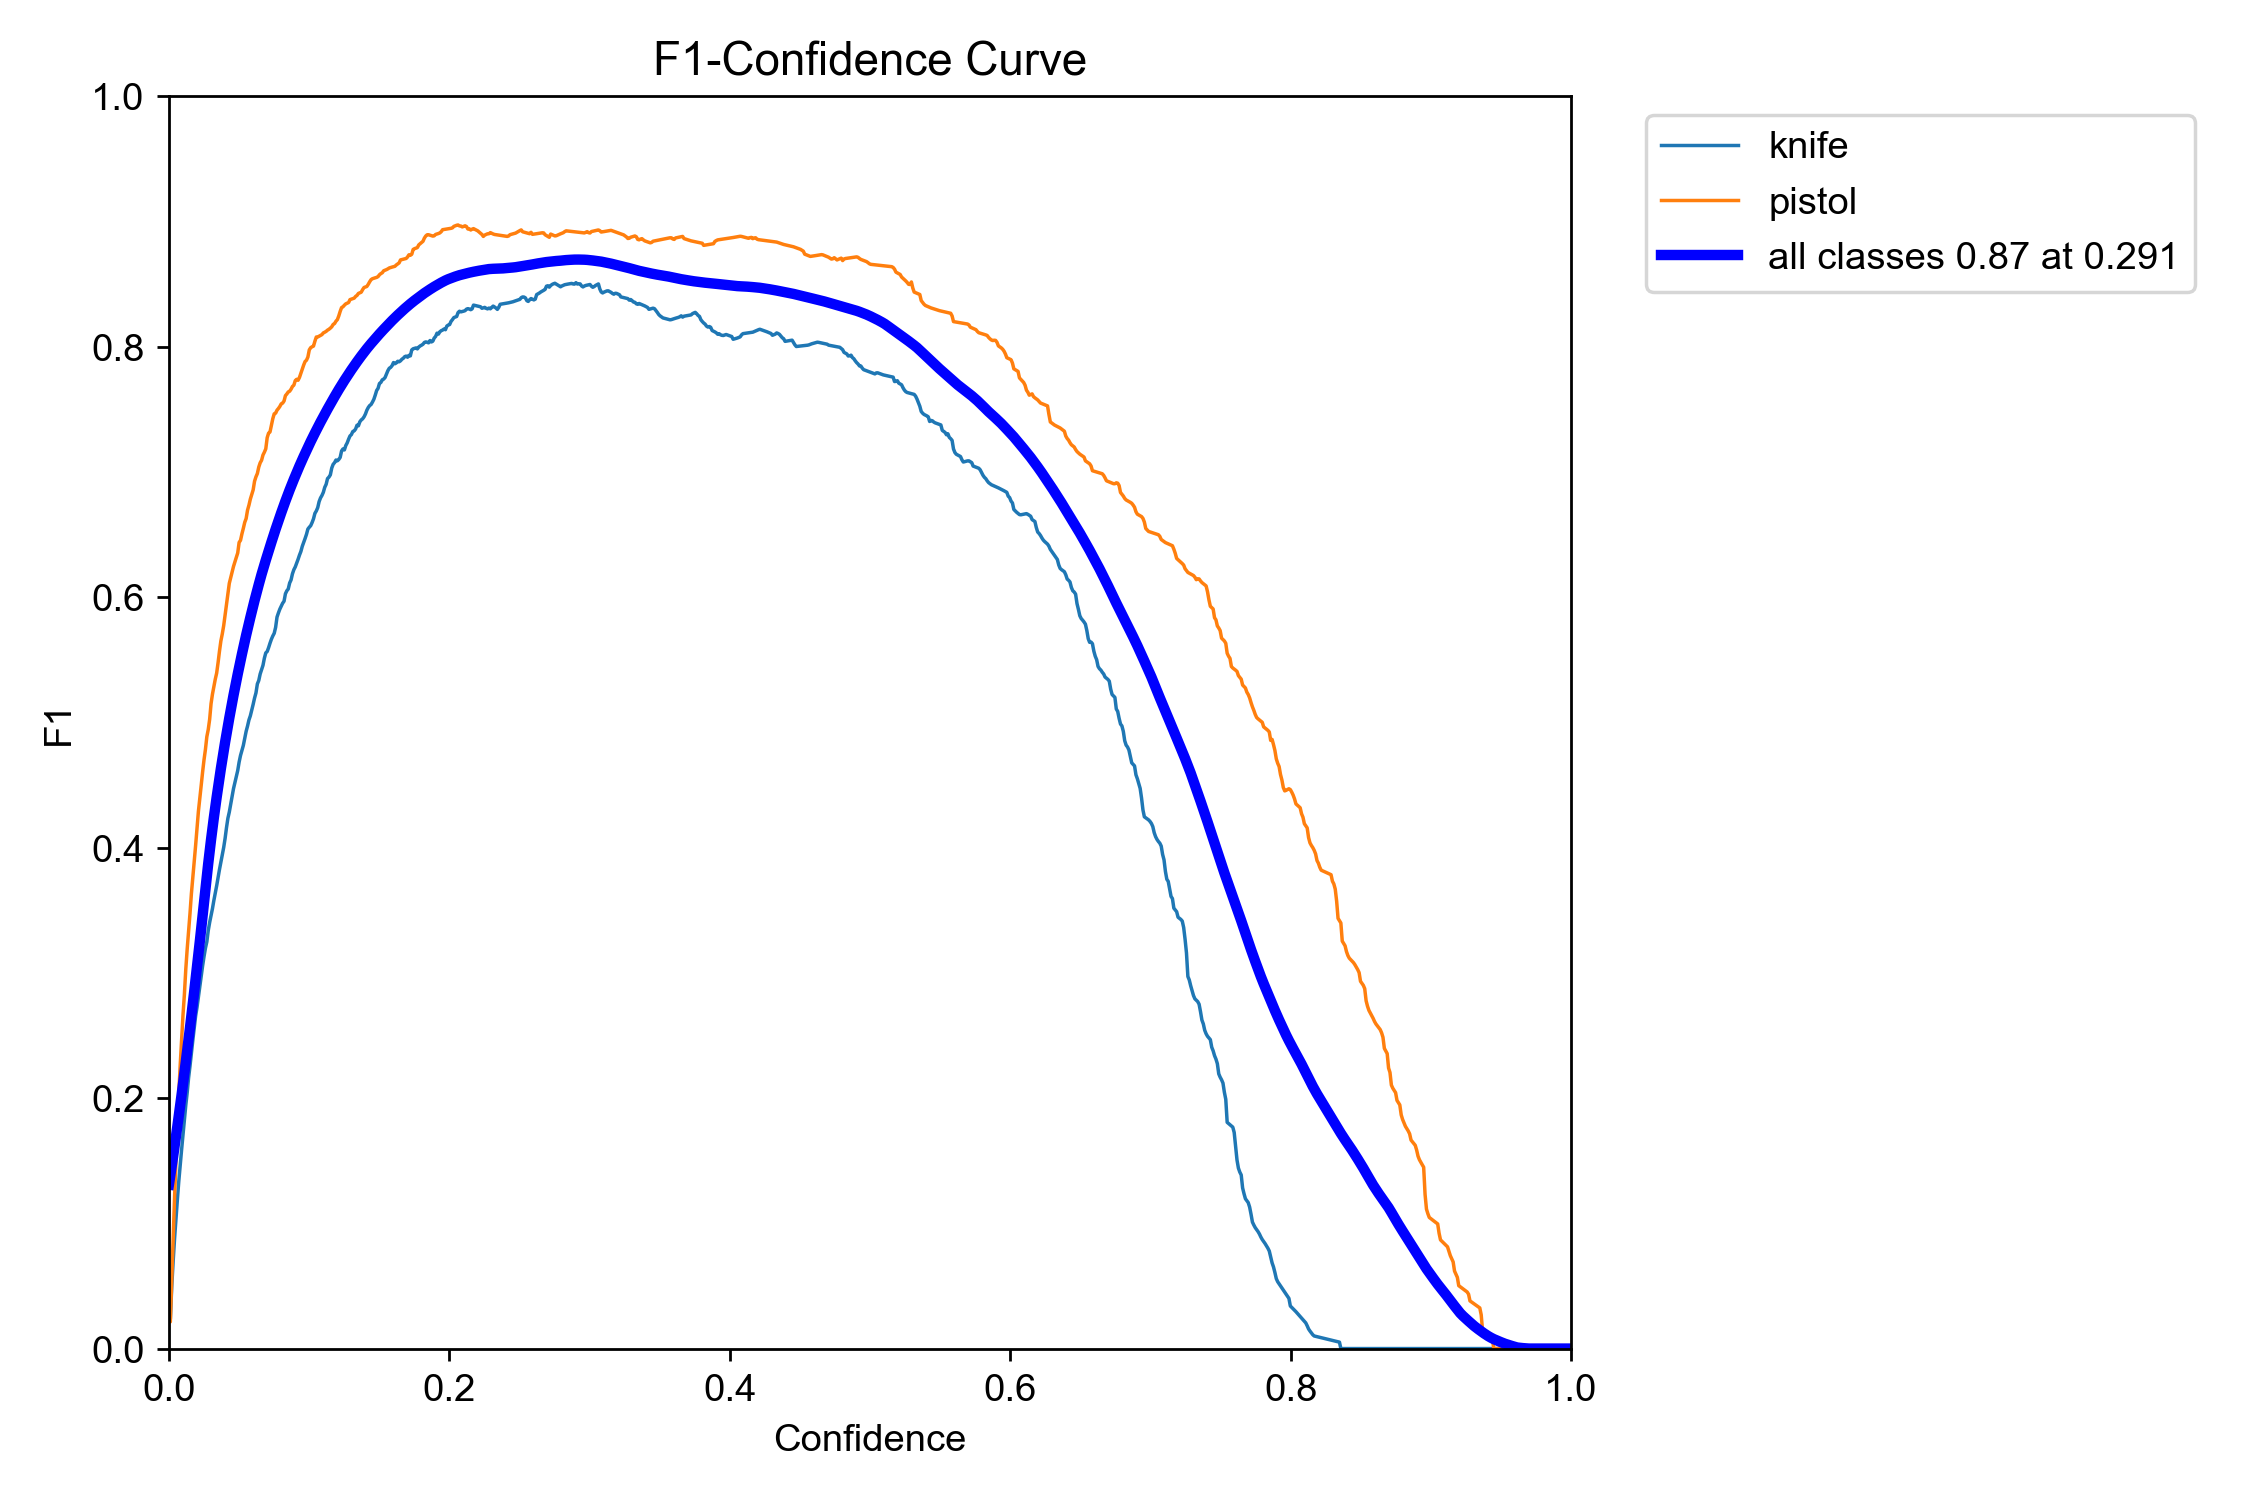 F1-Confidence Curve
1.0
0.8
0.6
0.4
0.2
0.0
F1
0.0 0.2 0.4 0.6 0.8 1.0
Confidence
knife
pistol
all classes 0.87 at 0.291